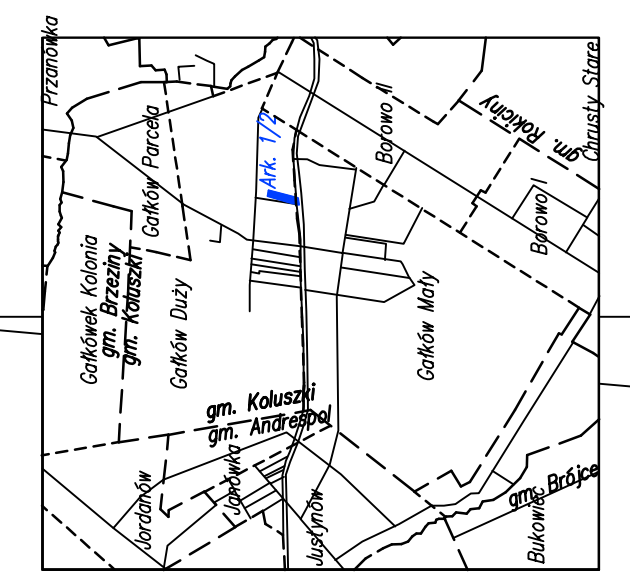 Przanówka
Gałków Parcela
Ark. 1/2
Borowo II
gm. Rokiciny
Chrusty Stare
Borowo I
Gałkówek Kolonia
gm. Brzeziny
gm. Koluszki
Gałków Duży
Gałków Mały
gm. Koluszki
gm. Andrespol
Jordanów
Janówka
Justynów
gm. Brójce
Bukowiec